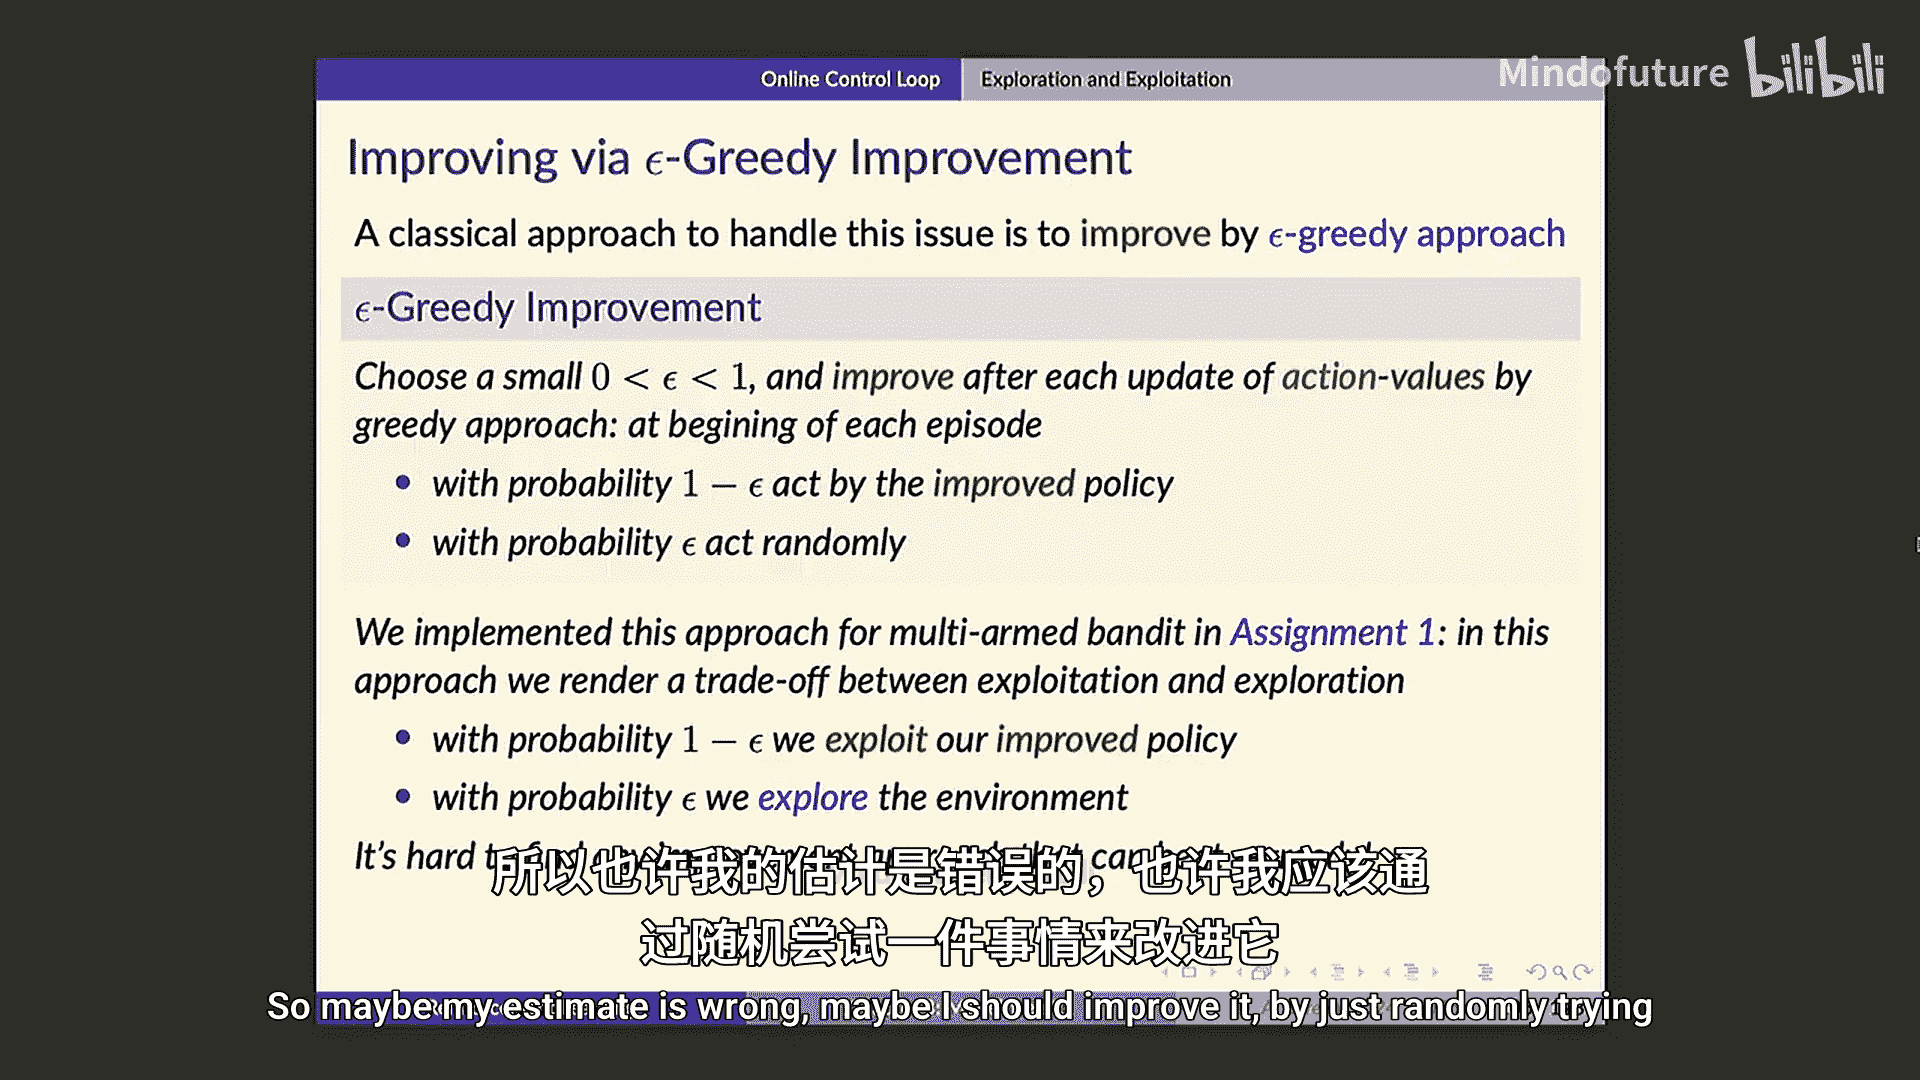 Mindofuture bilibili
Online Control Loop Exploration and Exploitation
Improving via ϵ-Greedy Improvement
A classical approach to handle this issue is to improve by ϵ-greedy approach
ϵ-Greedy Improvement
Choose a small 0 < ϵ < 1, and improve after each update of action-values by
greedy approach: at begining of each episode
• with probability 1 − ϵ act by the improved policy
• with probability ϵ act randomly
We implemented this approach for multi-armed bandit in Assignment 1: in this
approach we render a trade-off between exploitation and exploration
• with probability 1 − ϵ we exploit our improved policy
• with probability ϵ we explore the environment
It's hard
所以也许我的估计是错误的，也许我应该通
过随机尝试一件事情来改进它
So maybe my estimate is wrong, maybe I should improve it, by just randomly trying